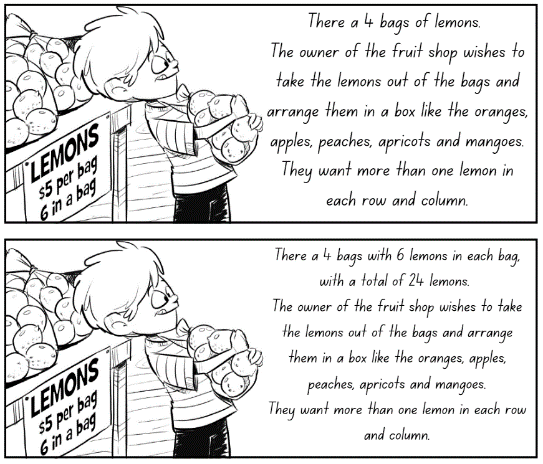 There a 4 bags of lemons.
The owner of the fruit shop wishes to
take the lemons out of the bags and
arrange them in a box like the oranges,
apples, peaches, apricots and mangoes.
They want more than one lemon in
each row and column.
LEMONS
$5 per bag
6 in a bag
There a 4 bags with 6 lemons in each bag,
with a total of 24 lemons.
The owner of the fruit shop wishes to take
the lemons out of the bags and arrange
them in a box like the oranges, apples,
peaches, apricots and mangoes.
They want more than one lemon in each row
and column.
LEMONS
$5 per bag
6 in a bag